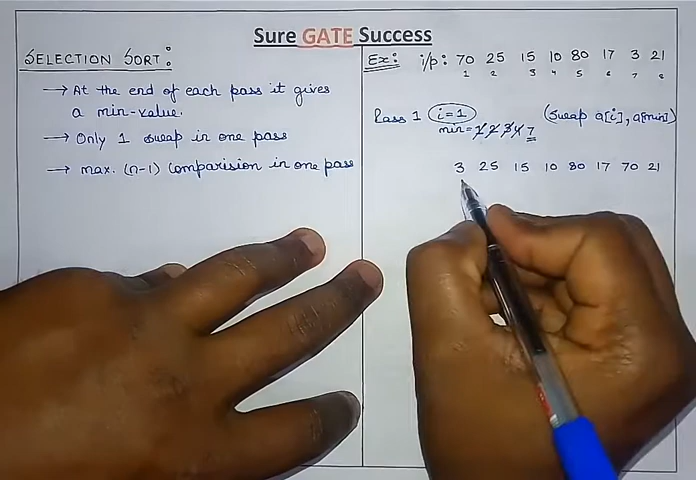 Sure GATE Success
SELECTION SORT:
→ At the end of each pass it gives
a min-value.
→ Only 1 swap in one pass
→ max. (n-1) comparision in one pass
Ex: i/p: 70 25 15 10 80 17 3 21
1 2 3 4 5 6 7 8
Pass 1 i=1 (swap a[i], a[min])
min = 1 2 3 4 7
3 25 15 10 80 17 70 21